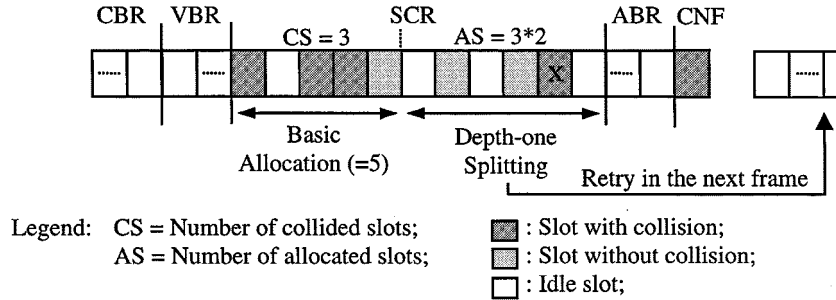 CBR VBR SCR ABR CNF
CS = 3 AS = 3*2
...... ...... X ...... ......
Basic Allocation (=5)
Depth-one Splitting
Retry in the next frame
Legend: CS = Number of collided slots;
AS = Number of allocated slots;
: Slot with collision;
: Slot without collision;
: Idle slot;